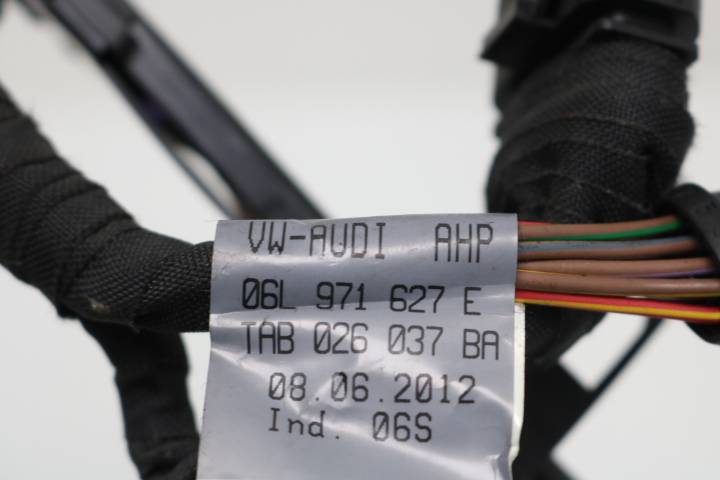 VW-AUDI AHP
06L 971 627 E
TAB 026 037 BA
08.06.2012
Ind. 06S